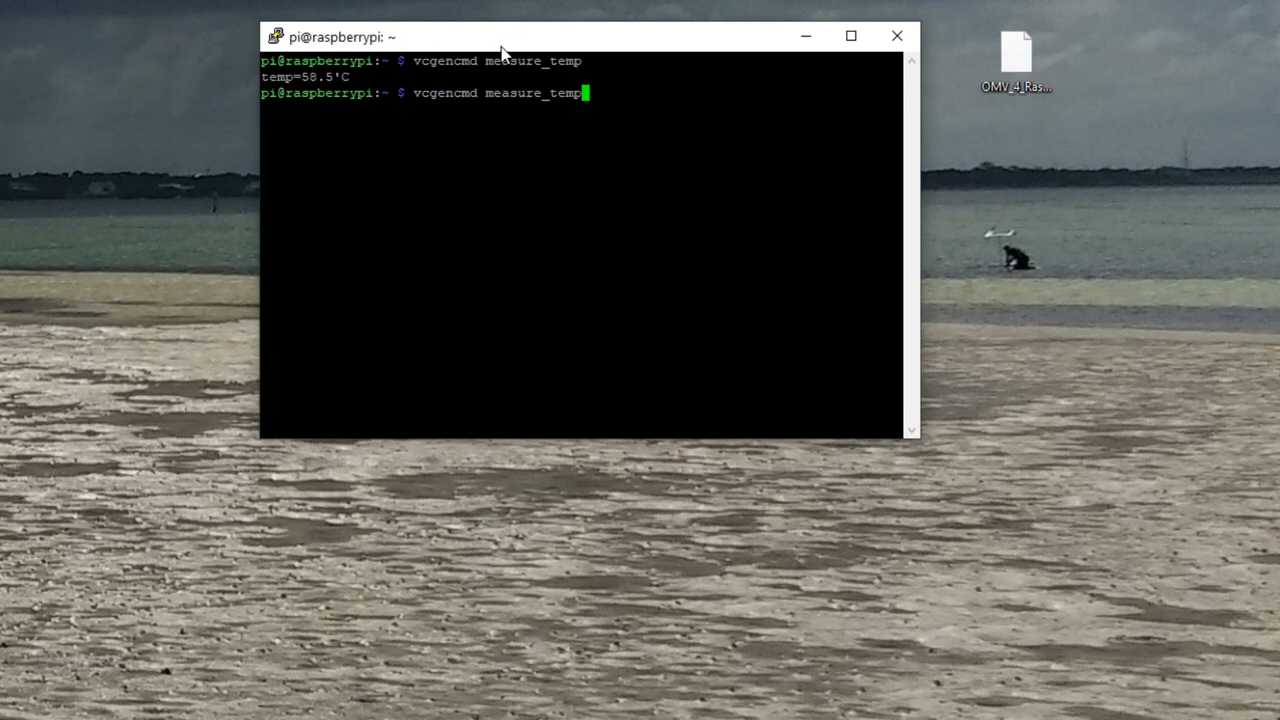 pi@raspberrypi: ~
pi@raspberrypi:~ $ vcgencmd measure_temp
temp=58.5'C
pi@raspberrypi:~ $ vcgencmd measure_temp
OMV_4_Ras...